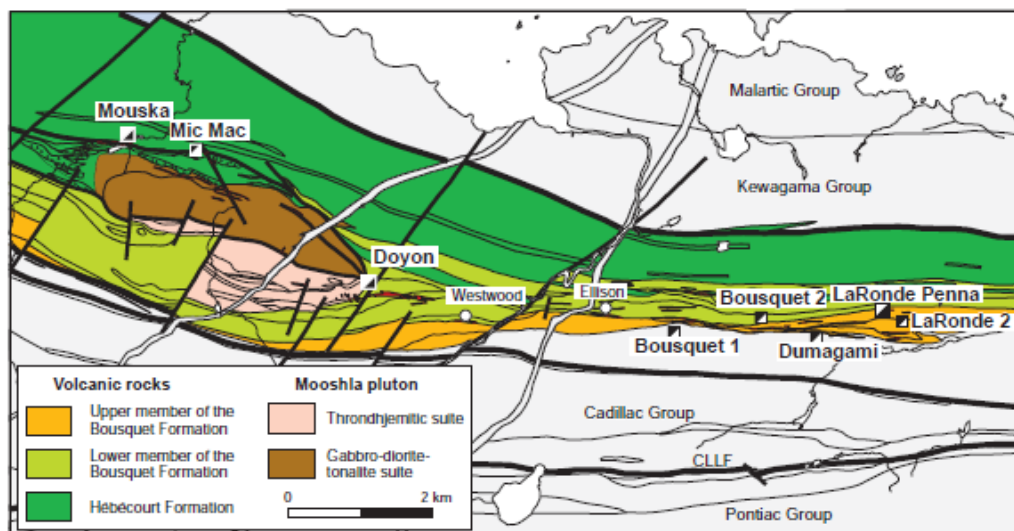 Malartic Group
Mouska
Mic Mac
Kewagama Group
Doyon
Westwood
Ellison
Bousquet 2
LaRonde Penna
LaRonde 2
Bousquet 1
Dumagami
Cadillac Group
CLLF
Pontiac Group
Volcanic rocks
Upper member of the
Bousquet Formation
Lower member of the
Bousquet Formation
Hébécourt Formation
Mooshla pluton
Throndhjemitic suite
Gabbro-diorite-
tonalite suite
0
2 km